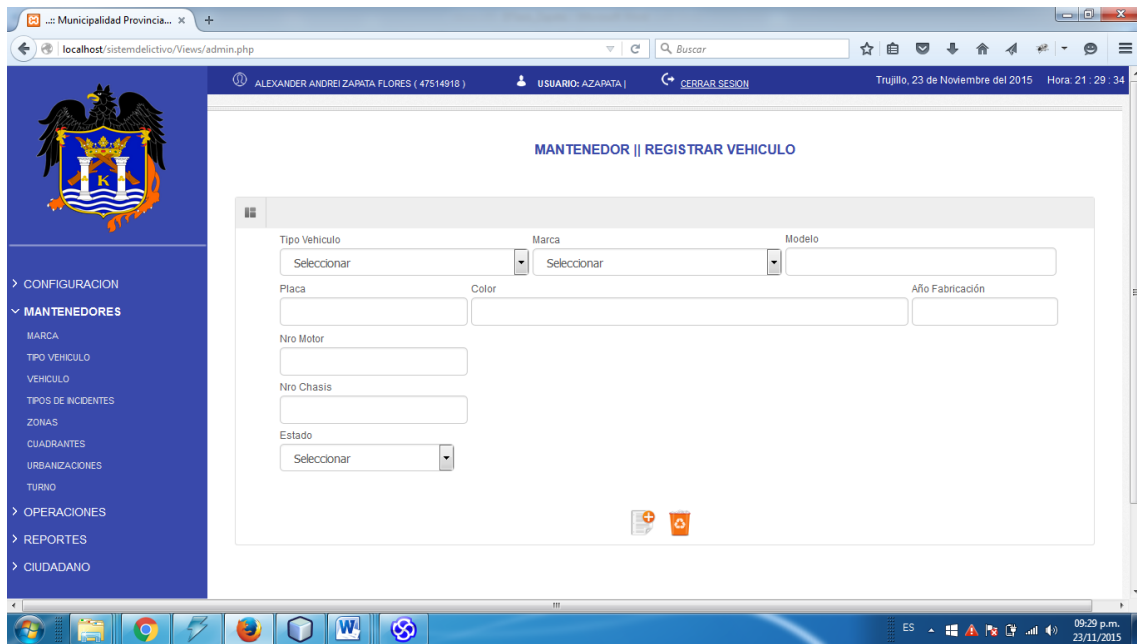 ..:: Municipalidad Provincia... × +
localhost/sistemdelictivo/Views/admin.php
Buscar
ALEXANDER ANDREI ZAPATA FLORES ( 47514918 ) USUARIO: AZAPATA | CERRAR SESION Trujillo, 23 de Noviembre del 2015 Hora: 21 : 29 : 34
K
MANTENEDOR || REGISTRAR VEHICULO
Tipo Vehiculo Marca Modelo
Seleccionar Seleccionar
Placa Color Año Fabricación
Nro Motor
Nro Chasis
Estado
Seleccionar
CONFIGURACION
MANTENEDORES
MARCA
TIPO VEHICULO
VEHICULO
TIPOS DE INCIDENTES
ZONAS
CUADRANTES
URBANIZACIONES
TURNO
OPERACIONES
REPORTES
CIUDADANO
W
ES 09:29 p.m.
23/11/2015